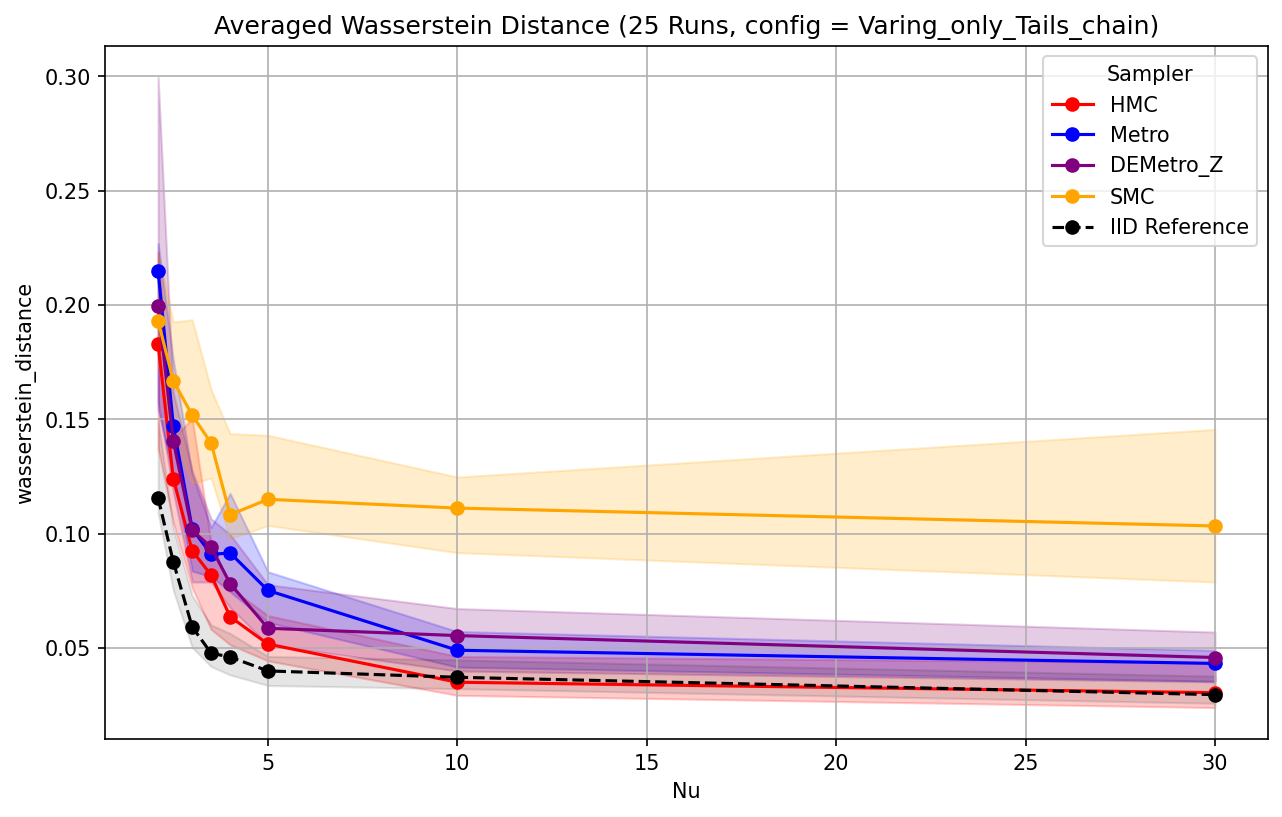 Averaged Wasserstein Distance (25 Runs, config = Varing_only_Tails_chain)
wasserstein_distance
0.30
0.25
0.20
0.15
0.10
0.05
5
10
15
20
25
30
Nu
Sampler
HMC
Metro
DEMetro_Z
SMC
IID Reference